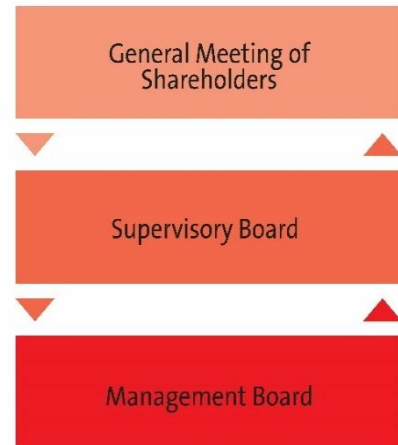 General Meeting of
Shareholders
Supervisory Board
Management Board